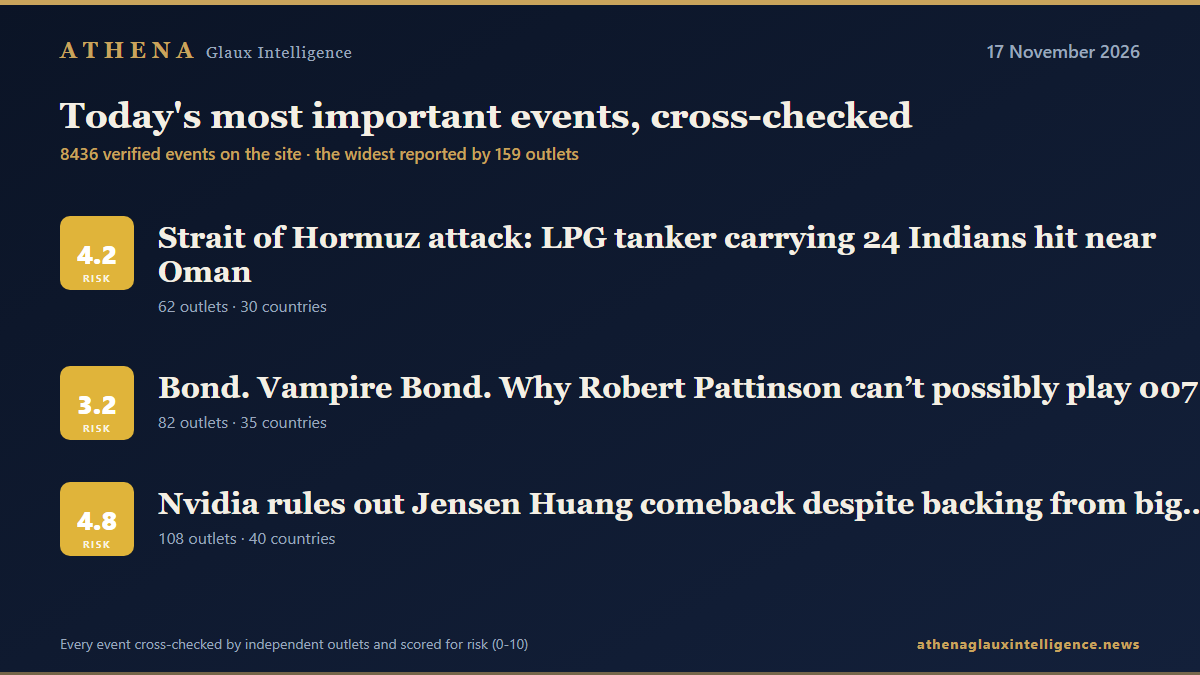 ATHENA Glaux Intelligence
17 November 2026
Today's most important events, cross-checked
8436 verified events on the site · the widest reported by 159 outlets
4.2
RISK
Strait of Hormuz attack: LPG tanker carrying 24 Indians hit near
Oman
62 outlets · 30 countries
3.2
RISK
Bond. Vampire Bond. Why Robert Pattinson can’t possibly play 007
82 outlets · 35 countries
4.8
RISK
Nvidia rules out Jensen Huang comeback despite backing from big..
108 outlets · 40 countries
Every event cross-checked by independent outlets and scored for risk (0-10)
athenaglauxintelligence.news